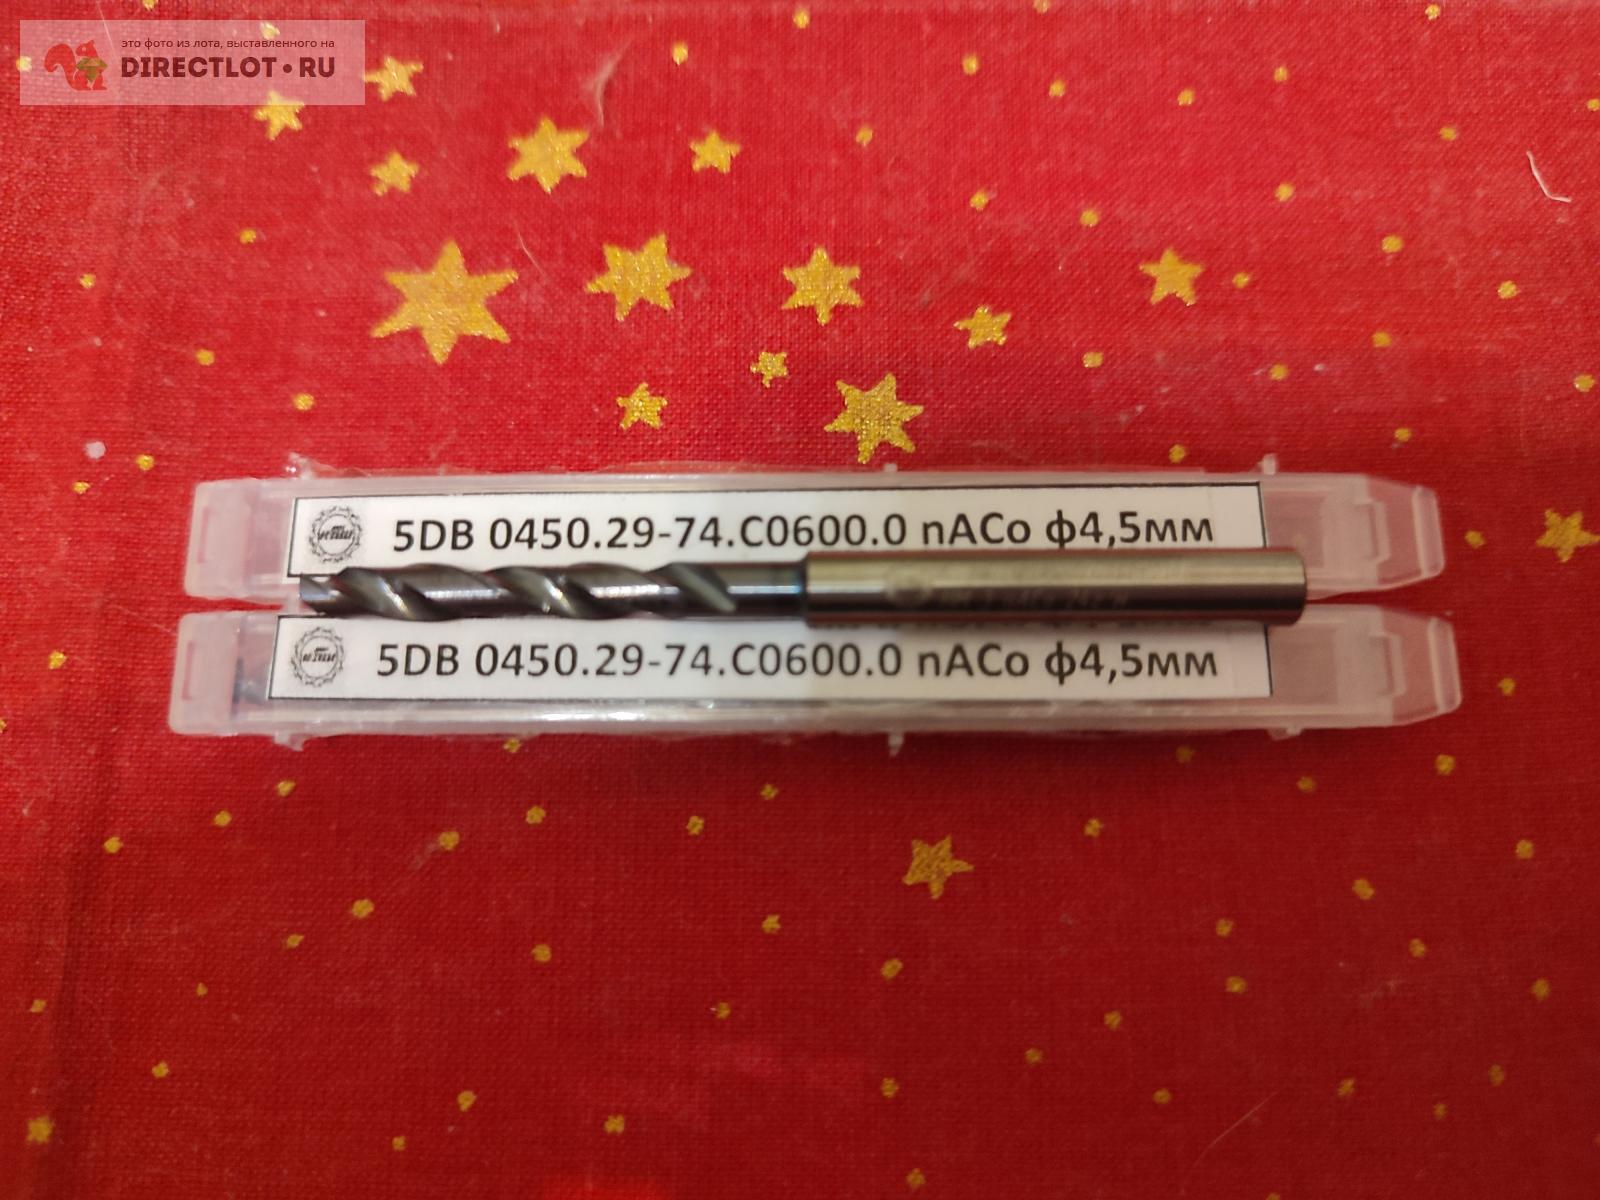 это фото из лота, выставленного на
DIRECTLOT•RU
5DB 0450.29-74.C0600.0 nACo ф4,5мм
5DB 0450.29-74.C0600.0 nACo ф4,5мм